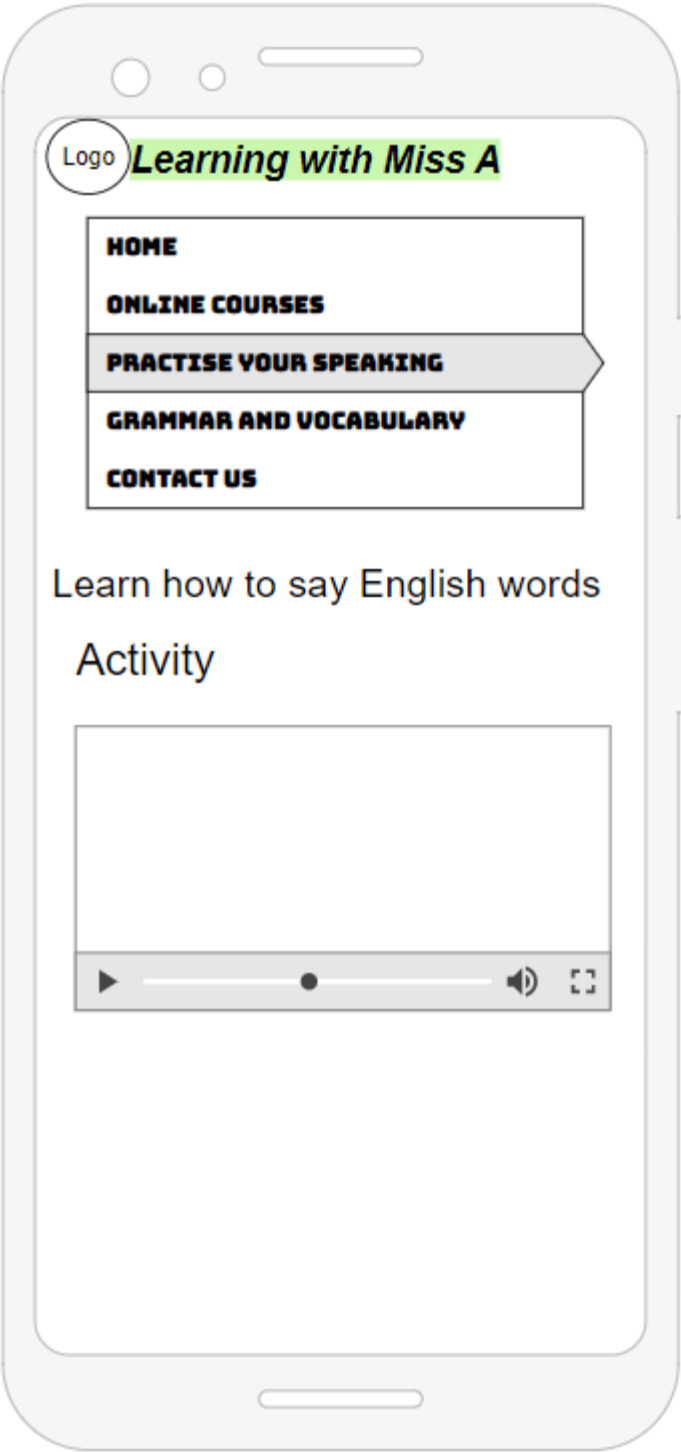 Logo
Learning with Miss A
HOME
ONLINE COURSES
PRACTISE YOUR SPEAKING
GRAMMAR AND VOCABULARY
CONTACT US
Learn how to say English words
Activity